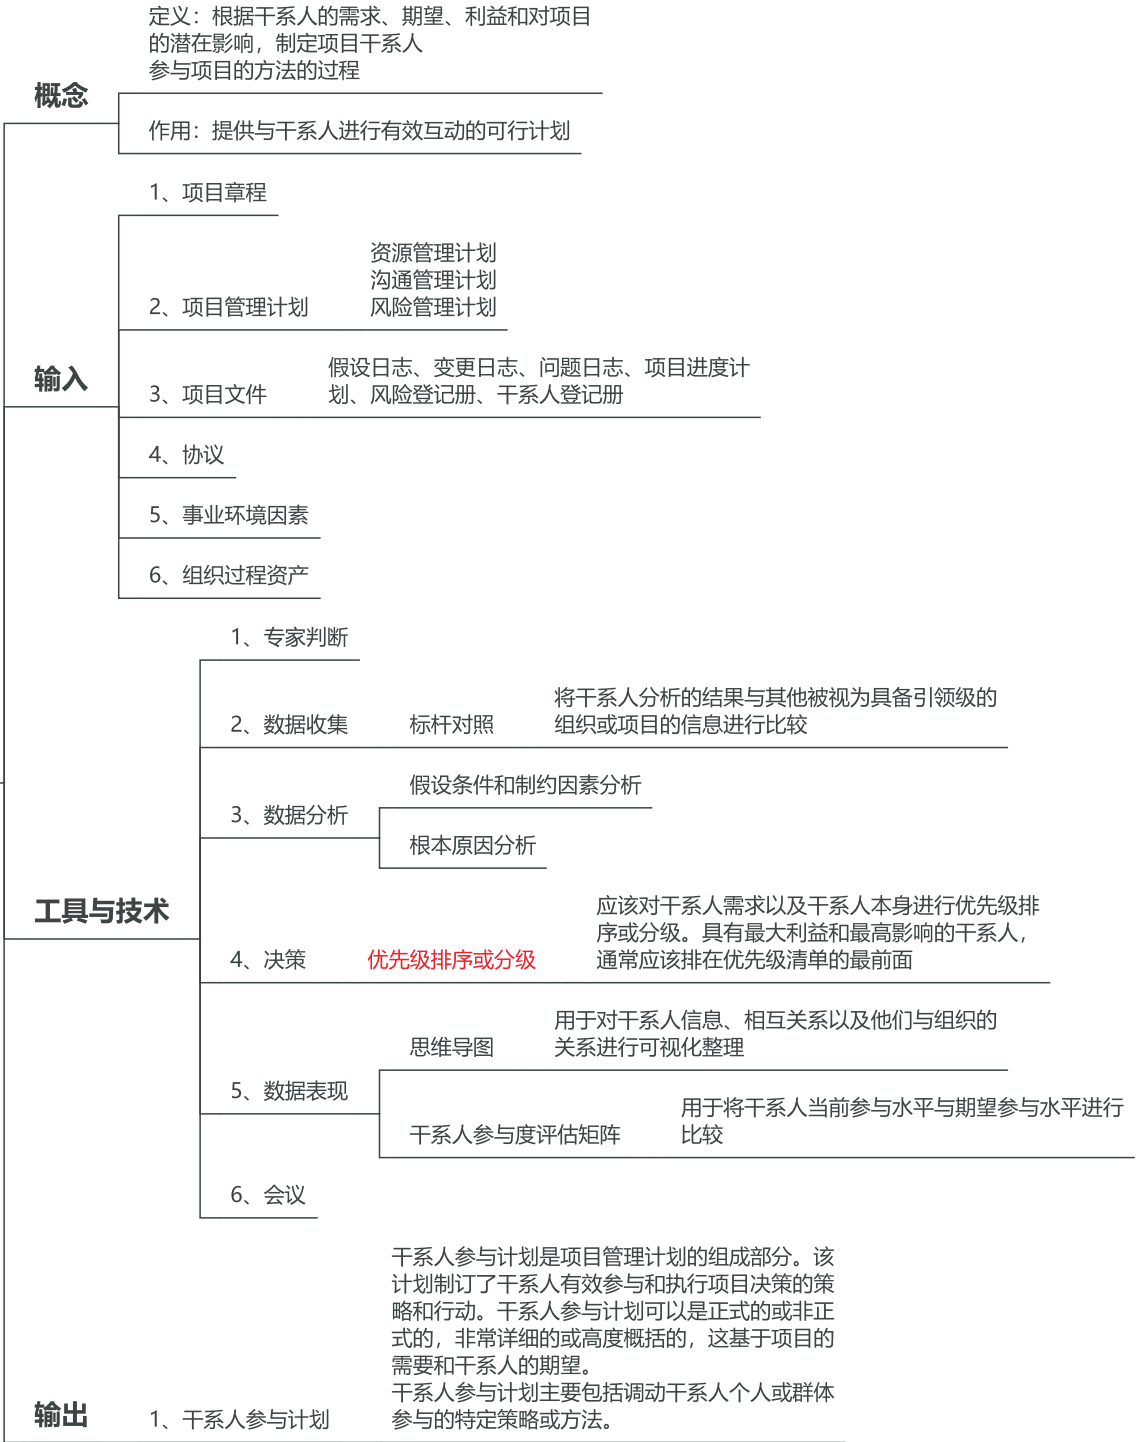 概念
定义：根据干系人的需求、期望、利益和对项目
的潜在影响，制定项目干系人
参与项目的方法的过程
作用：提供与干系人进行有效互动的可行计划
输入
1、项目章程
2、项目管理计划
资源管理计划
沟通管理计划
风险管理计划
3、项目文件
假设日志、变更日志、问题日志、项目进度计
划、风险登记册、干系人登记册
4、协议
5、事业环境因素
6、组织过程资产
工具与技术
1、专家判断
2、数据收集
标杆对照
将干系人分析的结果与其他被视为具备引领级的
组织或项目的信息进行比较
3、数据分析
假设条件和制约因素分析
根本原因分析
4、决策
优先级排序或分级
应该对干系人需求以及干系人本身进行优先级排
序或分级。具有最大利益和最高影响的干系人，
通常应该排在优先级清单的最前面
5、数据表现
思维导图
用于对干系人信息、相互关系以及他们与组织的
关系进行可视化整理
干系人参与度评估矩阵
用于将干系人当前参与水平与期望参与水平进行
比较
6、会议
输出
1、干系人参与计划
干系人参与计划是项目管理计划的组成部分。该
计划制订了干系人有效参与和执行项目决策的策
略和行动。干系人参与计划可以是正式的或非正
式的，非常详细的或高度概括的，这基于项目的
需要和干系人的期望。
干系人参与计划主要包括调动干系人个人或群体
参与的特定策略或方法。